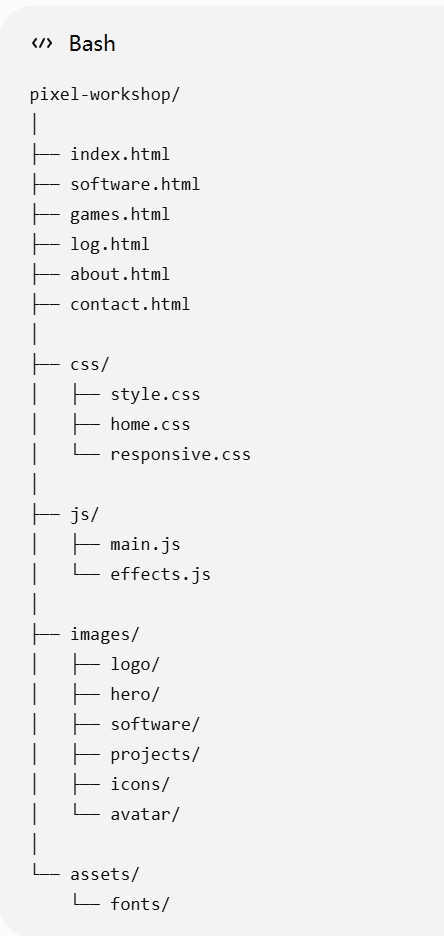 Bash
pixel-workshop/
│
├── index.html
├── software.html
├── games.html
├── log.html
├── about.html
├── contact.html
│
├── css/
│   ├── style.css
│   ├── home.css
│   └── responsive.css
│
├── js/
│   ├── main.js
│   └── effects.js
│
├── images/
│   ├── logo/
│   ├── hero/
│   ├── software/
│   ├── projects/
│   ├── icons/
│   └── avatar/
│
└── assets/
    └── fonts/